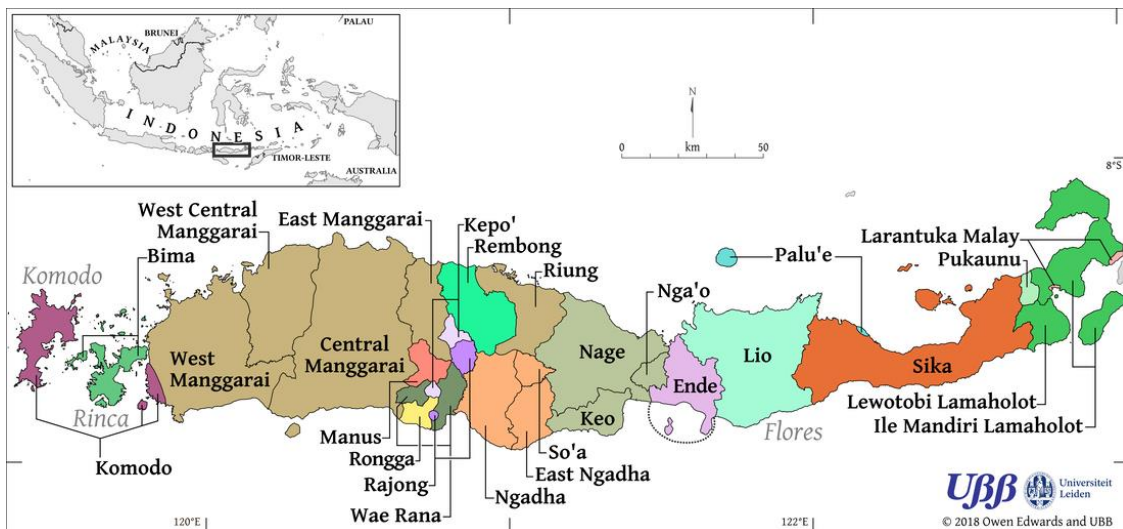 PALAU
BRUNEI
MALAYSIA
INDONESIA
TIMOR-LESTE
AUSTRALIA
N
0 km 50
8°S
West Central
Manggarai
East Manggarai
Kepo'
Rembong
Bima
Riung
Komodo
Larantuka Malay
Pukaunu
Palu'e
Nga'o
West
Manggarai
Central
Manggarai
Nage
Ende
Lio
Sika
Rinca
Keo
Flores
Lewotobi Lamaholot
Ile Mandiri Lamaholot
Manus
Rongga
Rajong
Wae Rana
So'a
East Ngadha
Ngadha
Komodo
UBB
Universiteit
Leiden
120°E
122°E
© 2018 Owen Edwards and UBB